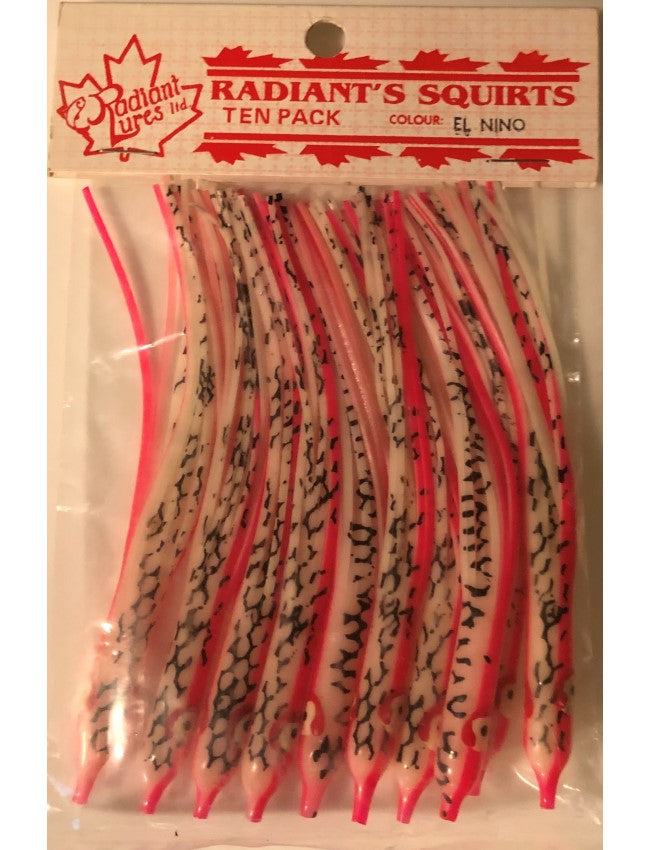 Radiant
Lures ltd.
RADIANT'S SQUIRTS
TEN PACK
COLOUR: EL NINO